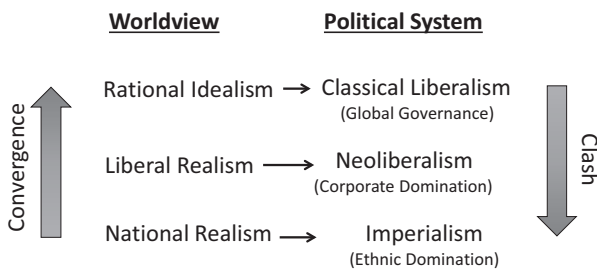 Worldview
Political System
Rational Idealism
Classical Liberalism
(Global Governance)
Liberal Realism
Neoliberalism
(Corporate Domination)
National Realism
Imperialism
(Ethnic Domination)
Convergence
Clash